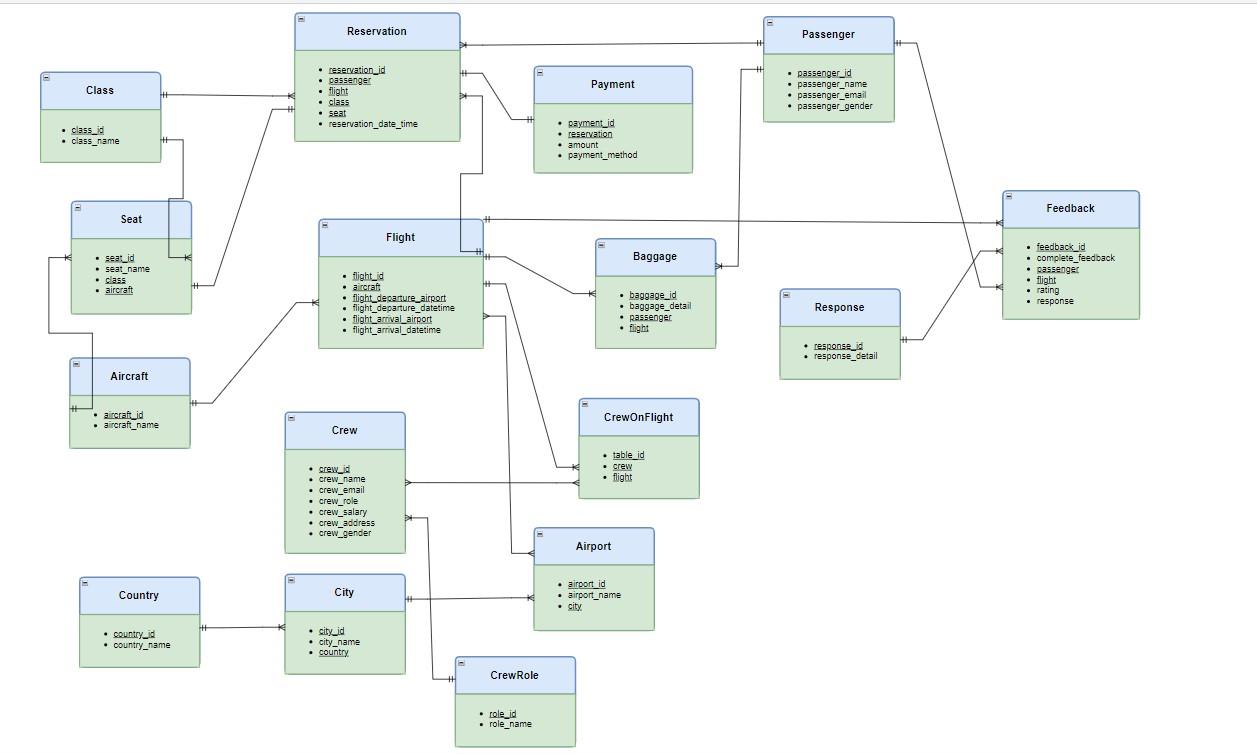 Reservation
reservation_id
passenger
flight
class
seat
reservation_date_time
Passenger
passenger_id
passenger_name
passenger_email
passenger_gender
Class
class_id
class_name
Payment
payment_id
reservation
amount
payment_method
Seat
seat_id
seat_name
class
aircraft
Flight
flight_id
aircraft
flight_departure_airport
flight_departure_datetime
flight_arrival_airport
flight_arrival_datetime
Baggage
baggage_id
baggage_detail
passenger
flight
Feedback
feedback_id
complete_feedback
passenger
flight
rating
response
Response
response_id
response_detail
Aircraft
aircraft_id
aircraft_name
Crew
crew_id
crew_name
crew_email
crew_role
crew_salary
crew_address
crew_gender
CrewOnFlight
table_id
crew
flight
Airport
airport_id
airport_name
city
Country
country_id
country_name
City
city_id
city_name
country
CrewRole
role_id
role_name